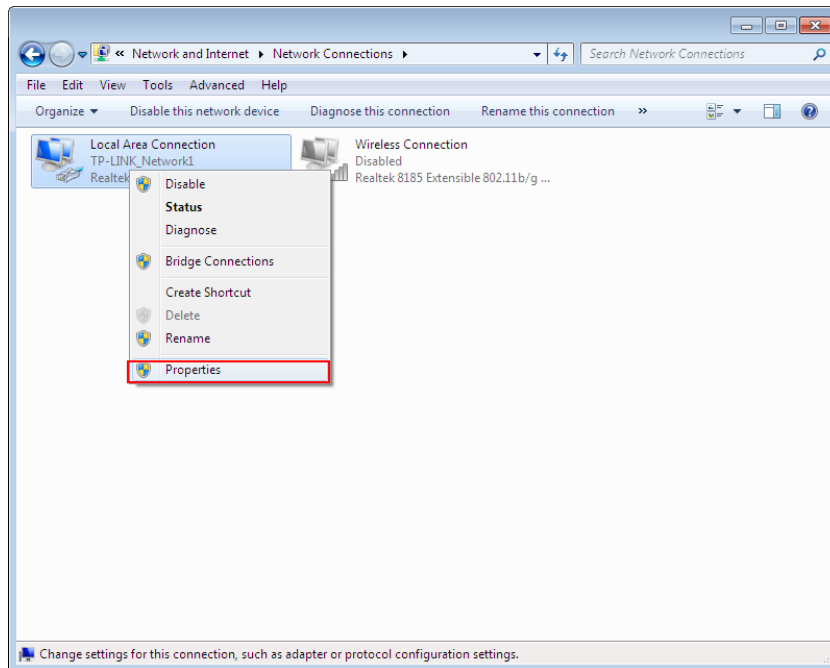 « Network and Internet ▸ Network Connections ▸
Search Network Connections
File Edit View Tools Advanced Help
Organize ▼ Disable this network device Diagnose this connection Rename this connection »
Local Area Connection
TP-LINK_Network1
Realtek
Wireless Connection
Disabled
Realtek 8185 Extensible 802.11b/g ...
Disable
Status
Diagnose
Bridge Connections
Create Shortcut
Delete
Rename
Properties
Change settings for this connection, such as adapter or protocol configuration settings.